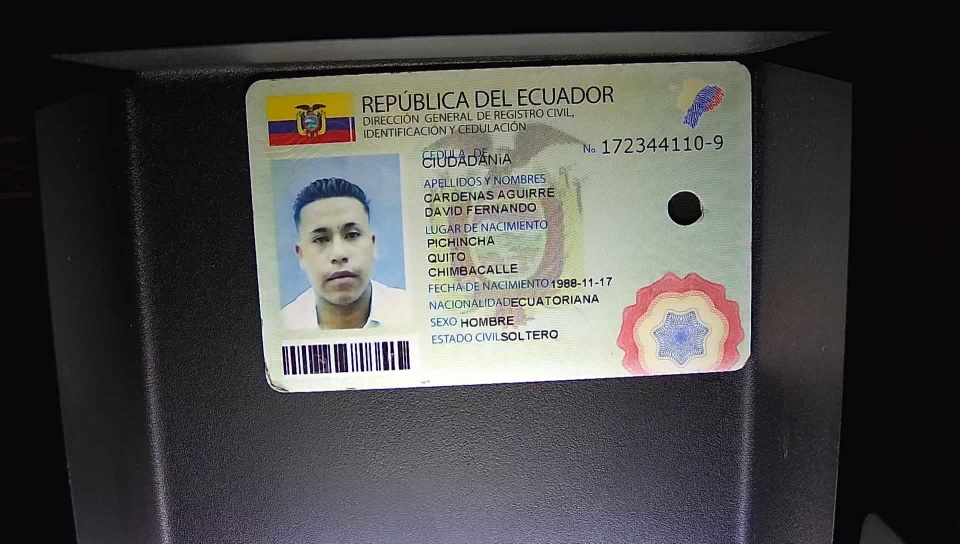 REPÚBLICA DEL ECUADOR
DIRECCIÓN GENERAL DE REGISTRO CIVIL,
IDENTIFICACIÓN Y CEDULACIÓN
CÉDULA DE
CIUDADANÍA
No. 172344110-9
APELLIDOS Y NOMBRES
CARDENAS AGUIRRE
DAVID FERNANDO
LUGAR DE NACIMIENTO
PICHINCHA
QUITO
CHIMBACALLE
FECHA DE NACIMIENTO 1988-11-17
NACIONALIDAD ECUATORIANA
SEXO HOMBRE
ESTADO CIVIL SOLTERO